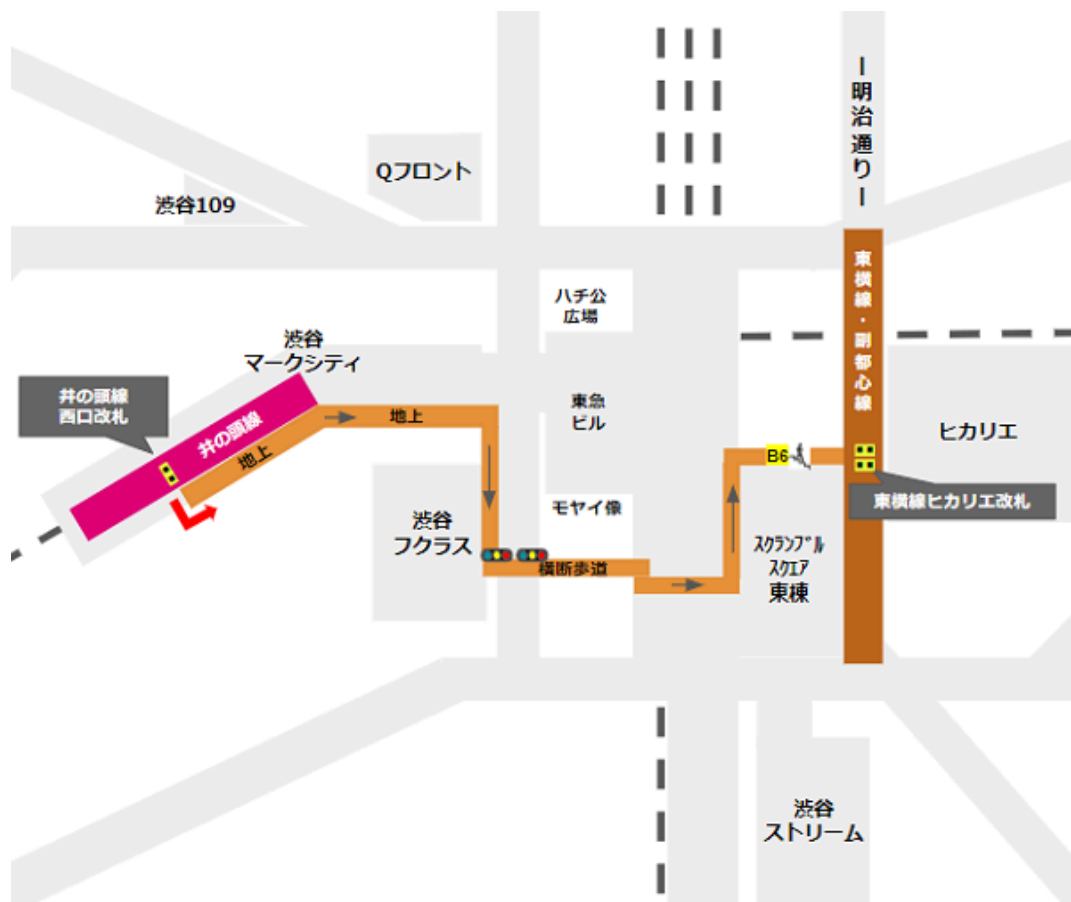 ー明治通りー
Qフロント
渋谷109
東横線・副都心線
ハチ公
広場
渋谷
マークシティ
井の頭線
西口改札
井の頭線
地上
地上
東急
ビル
ヒカリエ
B6
東横線ヒカリエ改札
モヤイ像
渋谷
フクラス
横断歩道
スクランブル
スクエア
東棟
渋谷
ストリーム